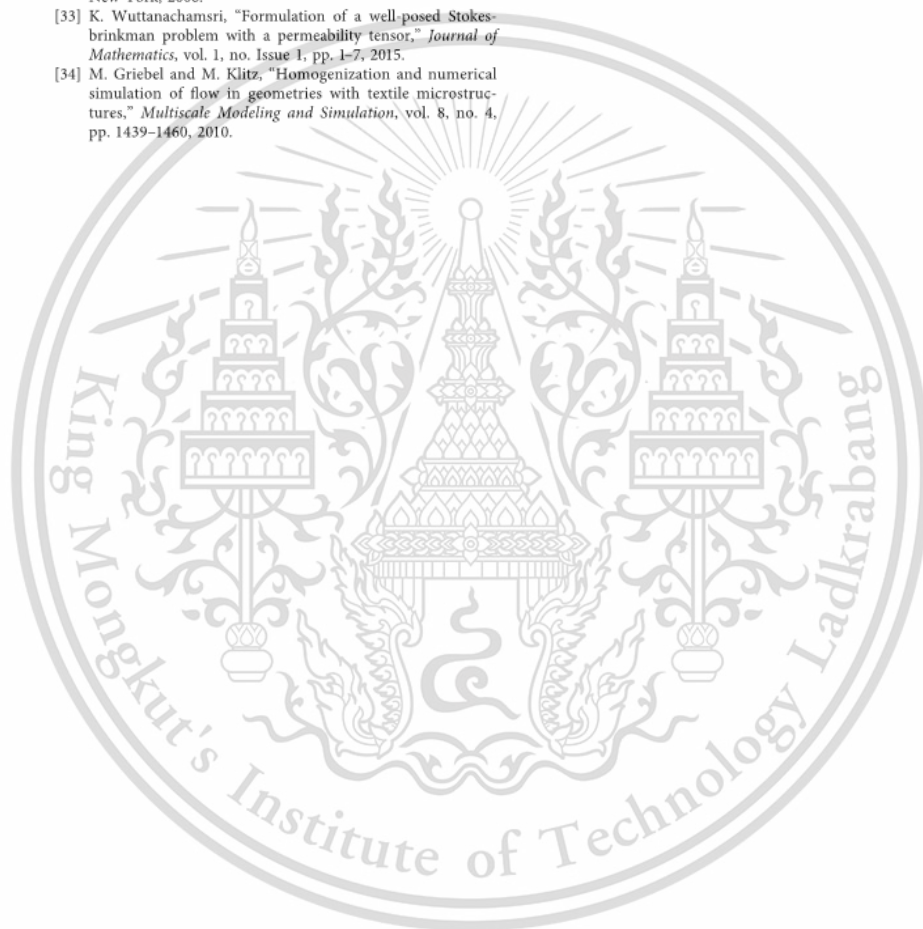 [33] K. Wuttanachamsri, “Formulation of a well-posed Stokes-
brinkman problem with a permeability tensor,” Journal of
Mathematics, vol. 1, no. Issue 1, pp. 1–7, 2015.
[34] M. Griebel and M. Klitz, “Homogenization and numerical
simulation of flow in geometries with textile microstruc-
tures,” Multiscale Modeling and Simulation, vol. 8, no. 4,
pp. 1439–1460, 2010.
King Mongkut's Institute of Technology Ladkrabang